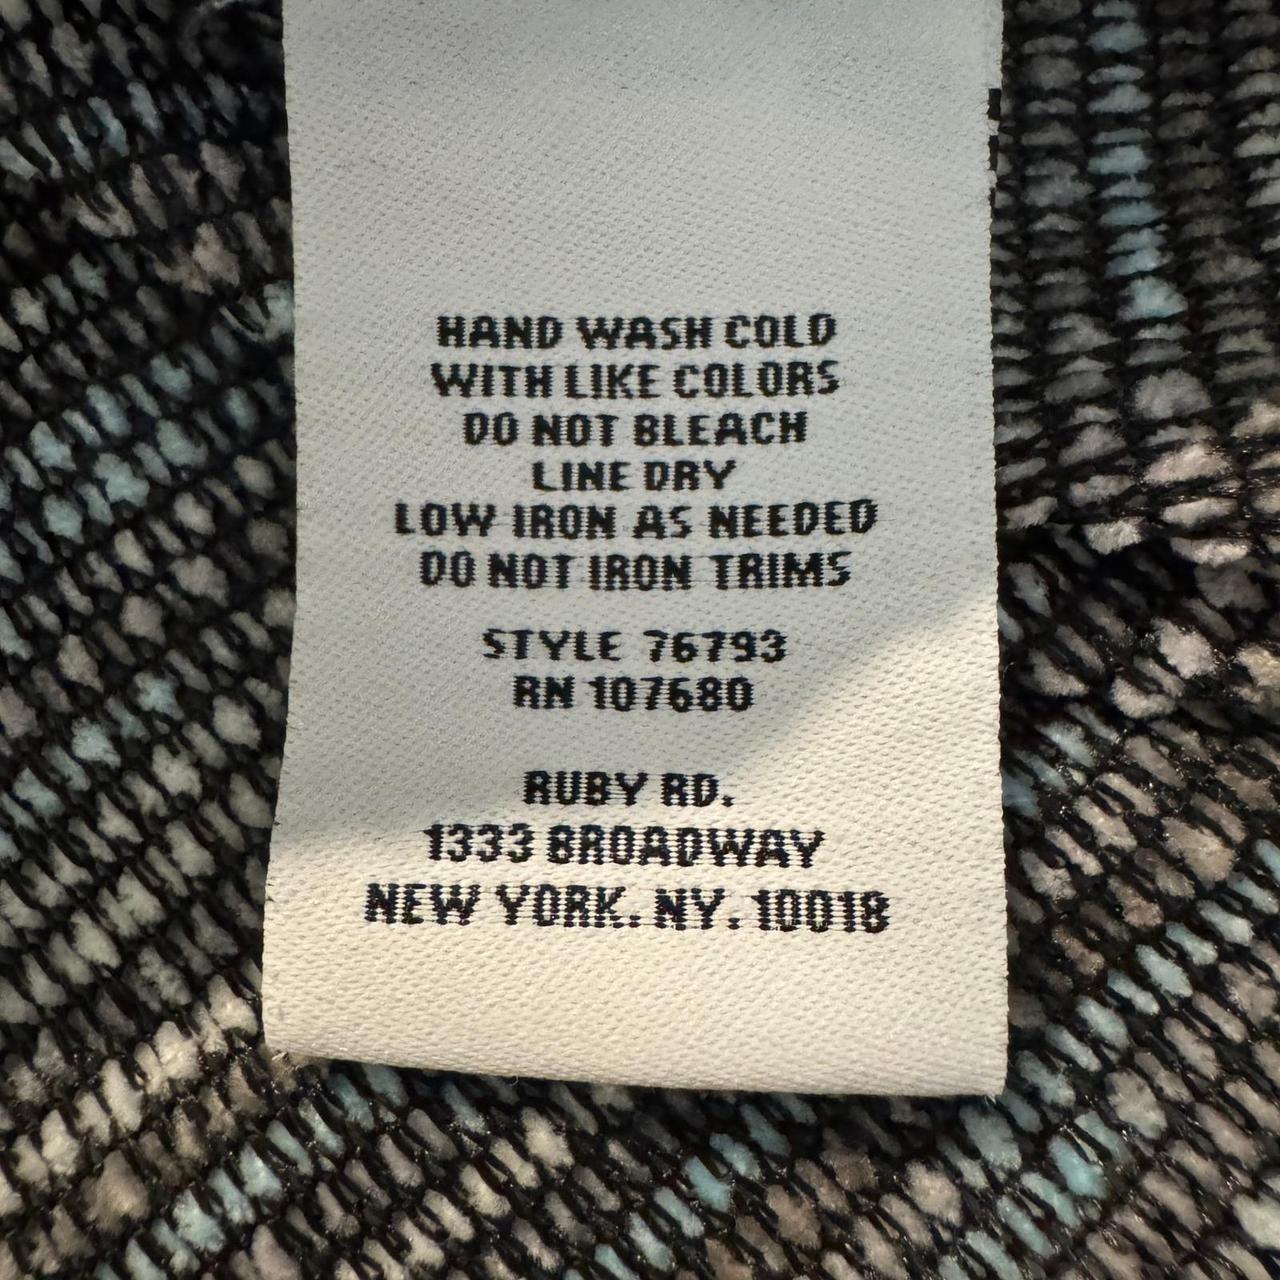 HAND WASH COLD
WITH LIKE COLORS
DO NOT BLEACH
LINE DRY
LOW IRON AS NEEDED
DO NOT IRON TRIMS
STYLE 76793
RN 107680
RUBY RD.
1333 BROADWAY
NEW YORK. NY. 10018